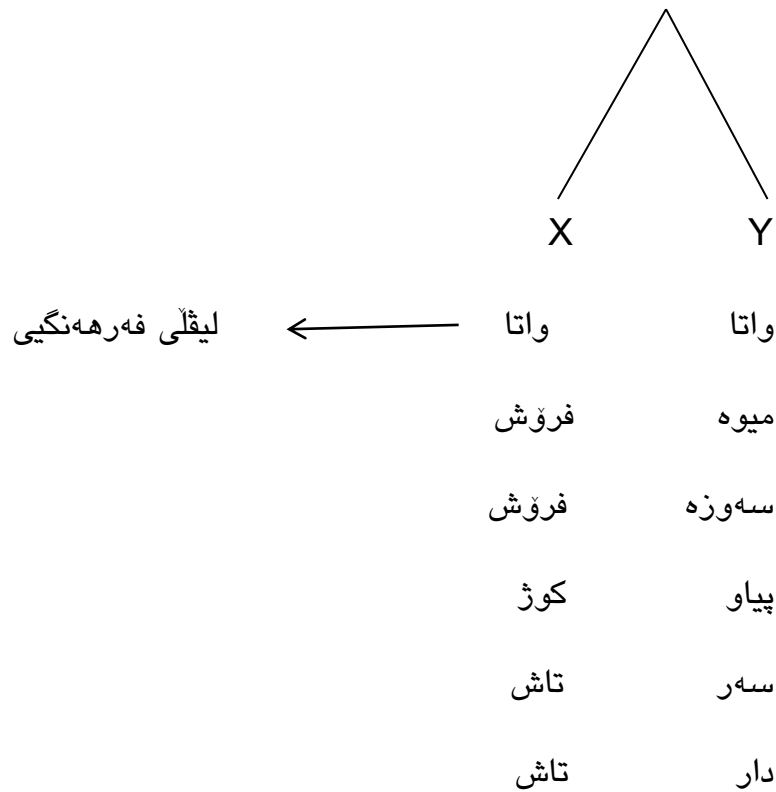 Y X
واتا واتا لیڤڵی فەرهەنگیی
میوە فرۆش
سەوزە فرۆش
پیاو کوژ
سەر تاش
دار تاش